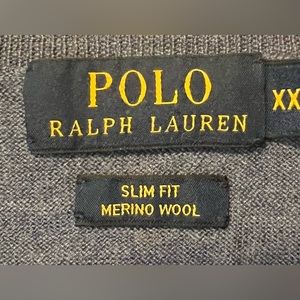 POLO
RALPH LAUREN
XX
SLIM FIT
MERINO WOOL